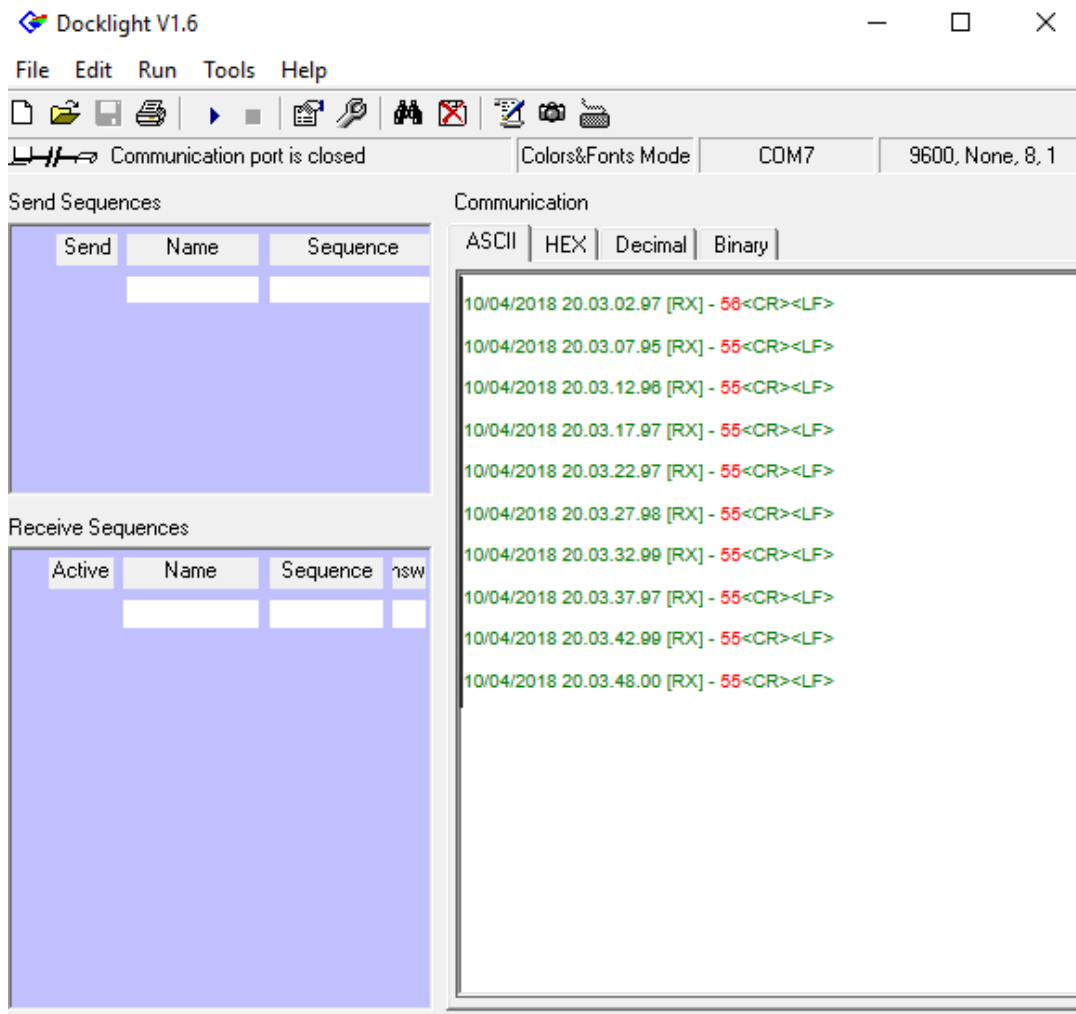 Docklight V1.6
File Edit Run Tools Help
Communication port is closed Colors&Fonts Mode COM7 9600, None, 8, 1
Send Sequences
Send Name Sequence
Receive Sequences
Active Name Sequence nsw
Communication
ASCII HEX Decimal Binary
10/04/2018 20.03.02.97 [RX] - 56<CR><LF>
10/04/2018 20.03.07.95 [RX] - 55<CR><LF>
10/04/2018 20.03.12.96 [RX] - 55<CR><LF>
10/04/2018 20.03.17.97 [RX] - 55<CR><LF>
10/04/2018 20.03.22.97 [RX] - 55<CR><LF>
10/04/2018 20.03.27.98 [RX] - 55<CR><LF>
10/04/2018 20.03.32.99 [RX] - 55<CR><LF>
10/04/2018 20.03.37.97 [RX] - 55<CR><LF>
10/04/2018 20.03.42.99 [RX] - 55<CR><LF>
10/04/2018 20.03.48.00 [RX] - 55<CR><LF>